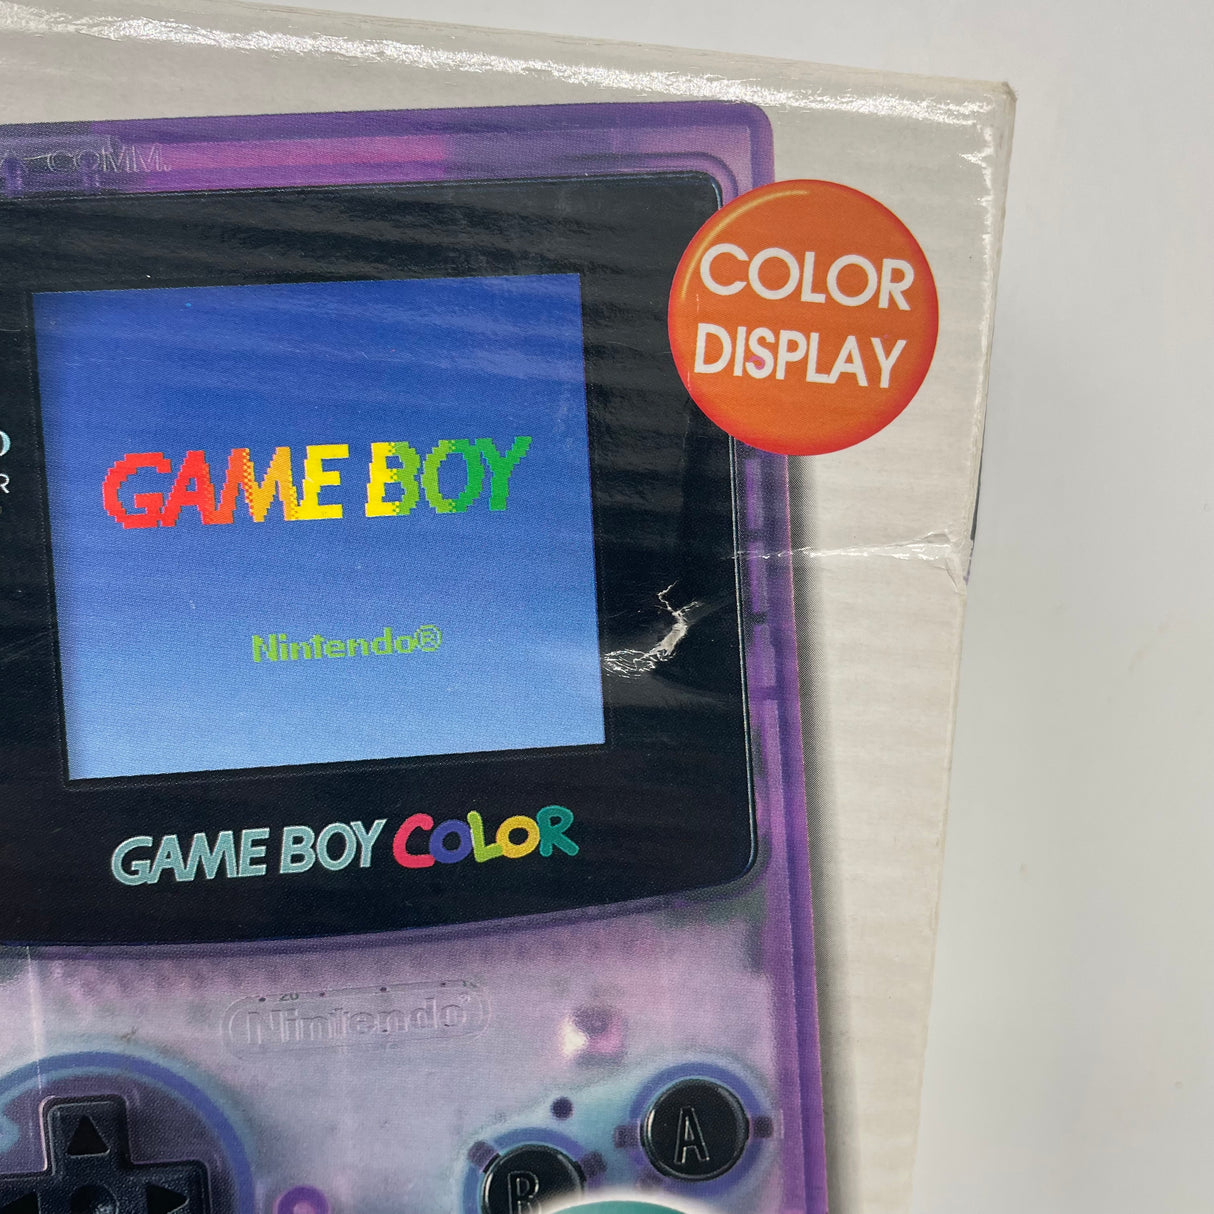 COMM.
COLOR
DISPLAY
GAME BOY
Nintendo®
GAME BOY COLOR
Nintendo
A
B